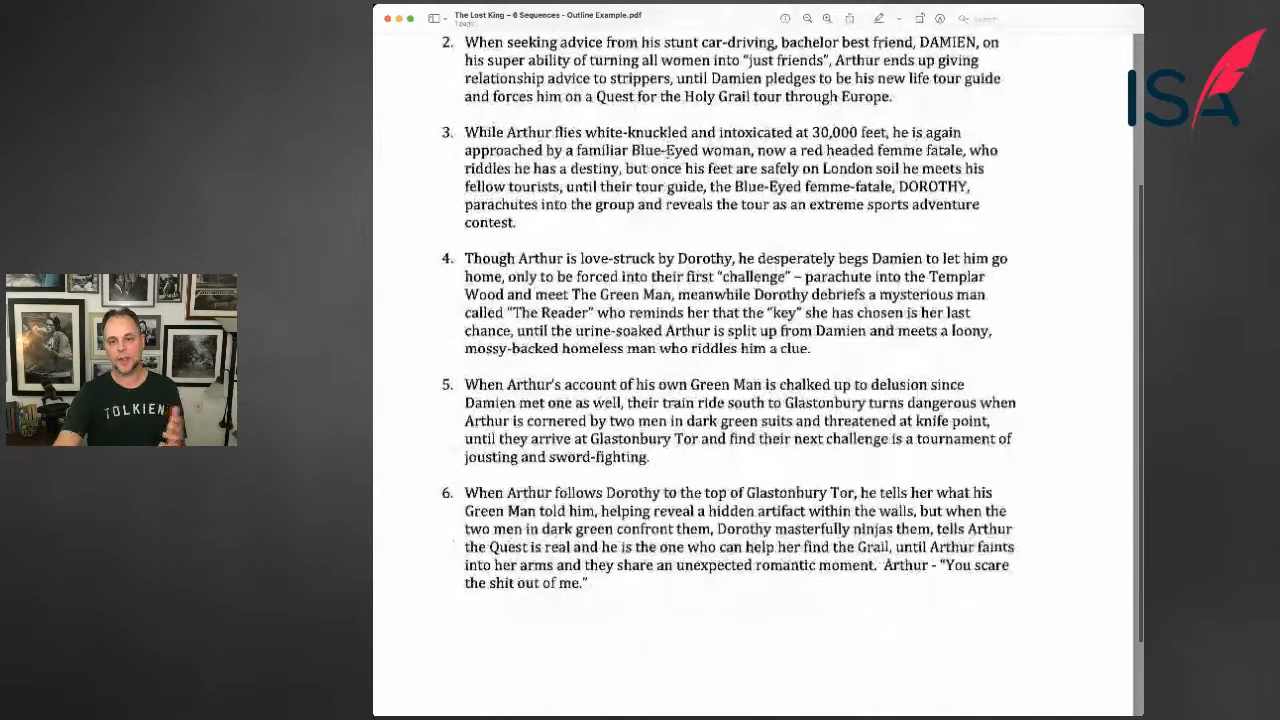 The Lost King – 6 Sequences - Outline Example.pdf
1 page
Search
2. When seeking advice from his stunt car-driving, bachelor best friend, DAMIEN, on
his super ability of turning all women into “just friends”, Arthur ends up giving
relationship advice to strippers, until Damien pledges to be his new life tour guide
and forces him on a Quest for the Holy Grail tour through Europe.
3. While Arthur flies white-knuckled and intoxicated at 30,000 feet, he is again
approached by a familiar Blue-Eyed woman, now a red headed femme fatale, who
riddles he has a destiny, but once his feet are safely on London soil he meets his
fellow tourists, until their tour guide, the Blue-Eyed femme-fatale, DOROTHY,
parachutes into the group and reveals the tour as an extreme sports adventure
contest.
4. Though Arthur is love-struck by Dorothy, he desperately begs Damien to let him go
home, only to be forced into their first “challenge” – parachute into the Templar
Wood and meet The Green Man, meanwhile Dorothy debriefs a mysterious man
called “The Reader” who reminds her that the “key” she has chosen is her last
chance, until the urine-soaked Arthur is split up from Damien and meets a loony,
mossy-backed homeless man who riddles him a clue.
5. When Arthur’s account of his own Green Man is chalked up to delusion since
Damien met one as well, their train ride south to Glastonbury turns dangerous when
Arthur is cornered by two men in dark green suits and threatened at knife point,
until they arrive at Glastonbury Tor and find their next challenge is a tournament of
jousting and sword-fighting.
6. When Arthur follows Dorothy to the top of Glastonbury Tor, he tells her what his
Green Man told him, helping reveal a hidden artifact within the walls, but when the
two men in dark green confront them, Dorothy masterfully ninjas them, tells Arthur
the Quest is real and he is the one who can help her find the Grail, until Arthur faints
into her arms and they share an unexpected romantic moment. Arthur - “You scare
the shit out of me.”
ISA
TOLKIEN